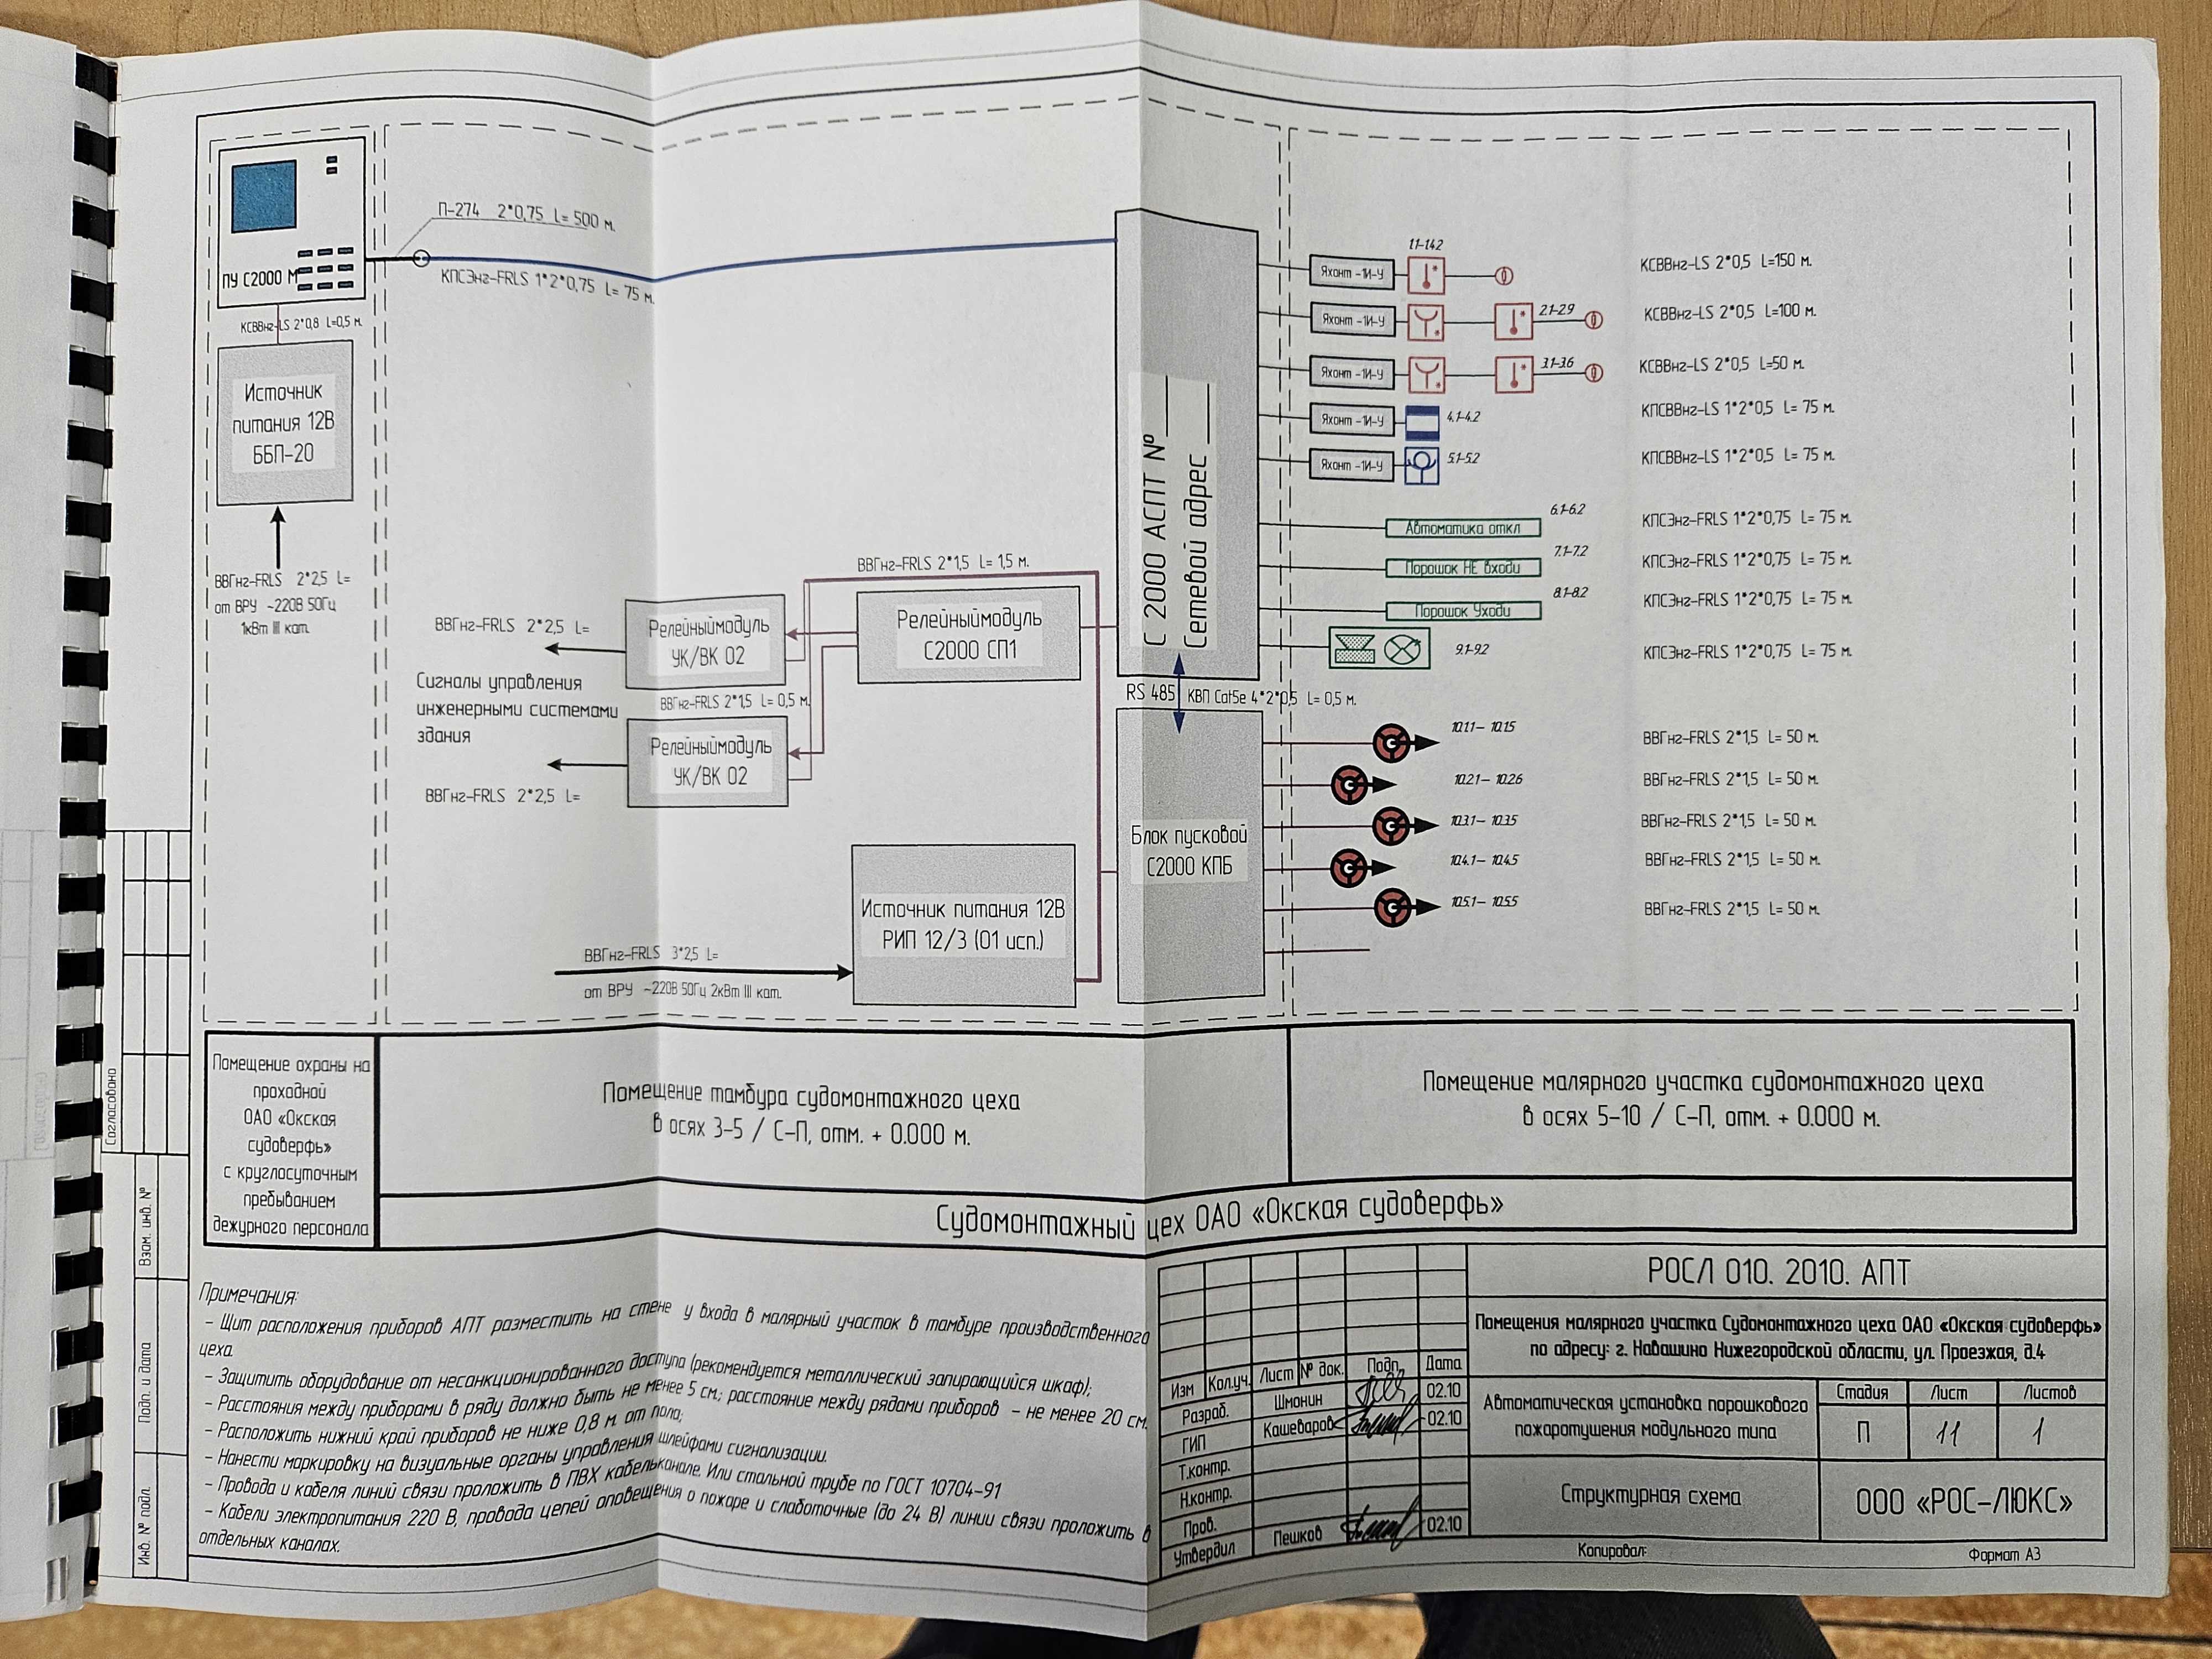 П-274 2*0,75 L= 500 м.
КПСЭнг-FRLS 1*2*0,75 L= 75 м.
ПУ С2000 М
КСВВнг-LS 2*0,8 L=0,5 м.
Источник
питания 12В
ББП-20
ВВГнг-FRLS 2*2,5 L=
от ВРУ ~220В 50Гц
1кВт III кат.
ВВГнг-FRLS 2*2,5 L=
Сигналы управления
инженерными системами
здания
ВВГнг-FRLS 2*2,5 L=
Релейныймодуль
УК/ВК 02
ВВГнг-FRLS 2*1,5 L= 0,5 м.
Релейныймодуль
УК/ВК 02
ВВГнг-FRLS 2*1,5 L= 1,5 м.
Релейныймодуль
С2000 СП1
Источник питания 12В
РИП 12/3 (01 исп.)
ВВГнг-FRLS 3*2,5 L=
от ВРУ ~220В 50Гц 2кВт III кат.
С 2000 АСПТ №____
Сетевой адрес ____
RS 485 КВП Cat5e 4*2*0,5 L= 0,5 м.
Блок пусковой
С2000 КПБ
1.1-14.2
Яхонт -1И-У КСВВнг-LS 2*0,5 L=150 м.
Яхонт -1И-У 2.1-2.9 КСВВнг-LS 2*0,5 L=100 м.
Яхонт -1И-У 3.1-3.6 КСВВнг-LS 2*0,5 L=50 м.
Яхонт -1И-У 4.1-4.2 КПСВВнг-LS 1*2*0,5 L= 75 м.
Яхонт -1И-У 5.1-5.2 КПСВВнг-LS 1*2*0,5 L= 75 м.
Автоматика откл 6.1-6.2 КПСЭнг-FRLS 1*2*0,75 L= 75 м.
Порошок НЕ входи 7.1-7.2 КПСЭнг-FRLS 1*2*0,75 L= 75 м.
Порошок Уходи 8.1-8.2 КПСЭнг-FRLS 1*2*0,75 L= 75 м.
9.1-9.2 КПСЭнг-FRLS 1*2*0,75 L= 75 м.
10.1.1- 10.1.5 ВВГнг-FRLS 2*1,5 L= 50 м.
10.2.1- 10.2.6 ВВГнг-FRLS 2*1,5 L= 50 м.
10.3.1- 10.3.5 ВВГнг-FRLS 2*1,5 L= 50 м.
10.4.1- 10.4.5 ВВГнг-FRLS 2*1,5 L= 50 м.
10.5.1- 10.5.5 ВВГнг-FRLS 2*1,5 L= 50 м.
Помещение охраны на
проходной
ОАО «Окская
судоверфь»
с круглосуточным
пребыванием
дежурного персонала
Помещение тамбура судомонтажного цеха
в осях 3-5 / С-П, отм. + 0.000 м.
Помещение малярного участка судомонтажного цеха
в осях 5-10 / С-П, отм. + 0.000 м.
Судомонтажный цех ОАО «Окская судоверфь»
Примечания:
- Щит расположения приборов АПТ разместить на стене у входа в малярный участок в тамбуре производственного
цеха.
- Защитить оборудование от несанкционированного доступа (рекомендуется металлический запирающийся шкаф);
- Расстояния между приборами в ряду должно быть не менее 5 см.; расстояние между рядами приборов - не менее 20 см.
- Расположить нижний край приборов не ниже 0,8 м. от пола;
- Нанести маркировку на визуальные органы управления шлейфами сигнализации.
- Провода и кабеля линий связи проложить в ПВХ кабельканале. Или стальной трубе по ГОСТ 10704-91
- Кабели электропитания 220 В, провода цепей оповещения о пожаре и слаботочные (до 24 В) линии связи проложить в
отдельных каналах.
Согласовано
Взам. инв. №
Подп. и дата
Инв. № подл.
РОСЛ 010. 2010. АПТ
Помещения малярного участка Судомонтажного цеха ОАО «Окская судоверфь»
по адресу: г. Навашино Нижегородской области, ул. Проезжая, д.4
Изм Кол.уч. Лист № док. Подп. Дата
Разраб. Шмонин 02.10
ГИП Кашеваров 02.10
Т.контр.
Н.контр.
Пров.
Утвердил Пешков 02.10
Автоматическая установка порошкового
пожаротушения модульного типа
Стадия Лист Листов
П 11 1
Структурная схема
ООО «РОС-ЛЮКС»
Копировал:
Формат А3